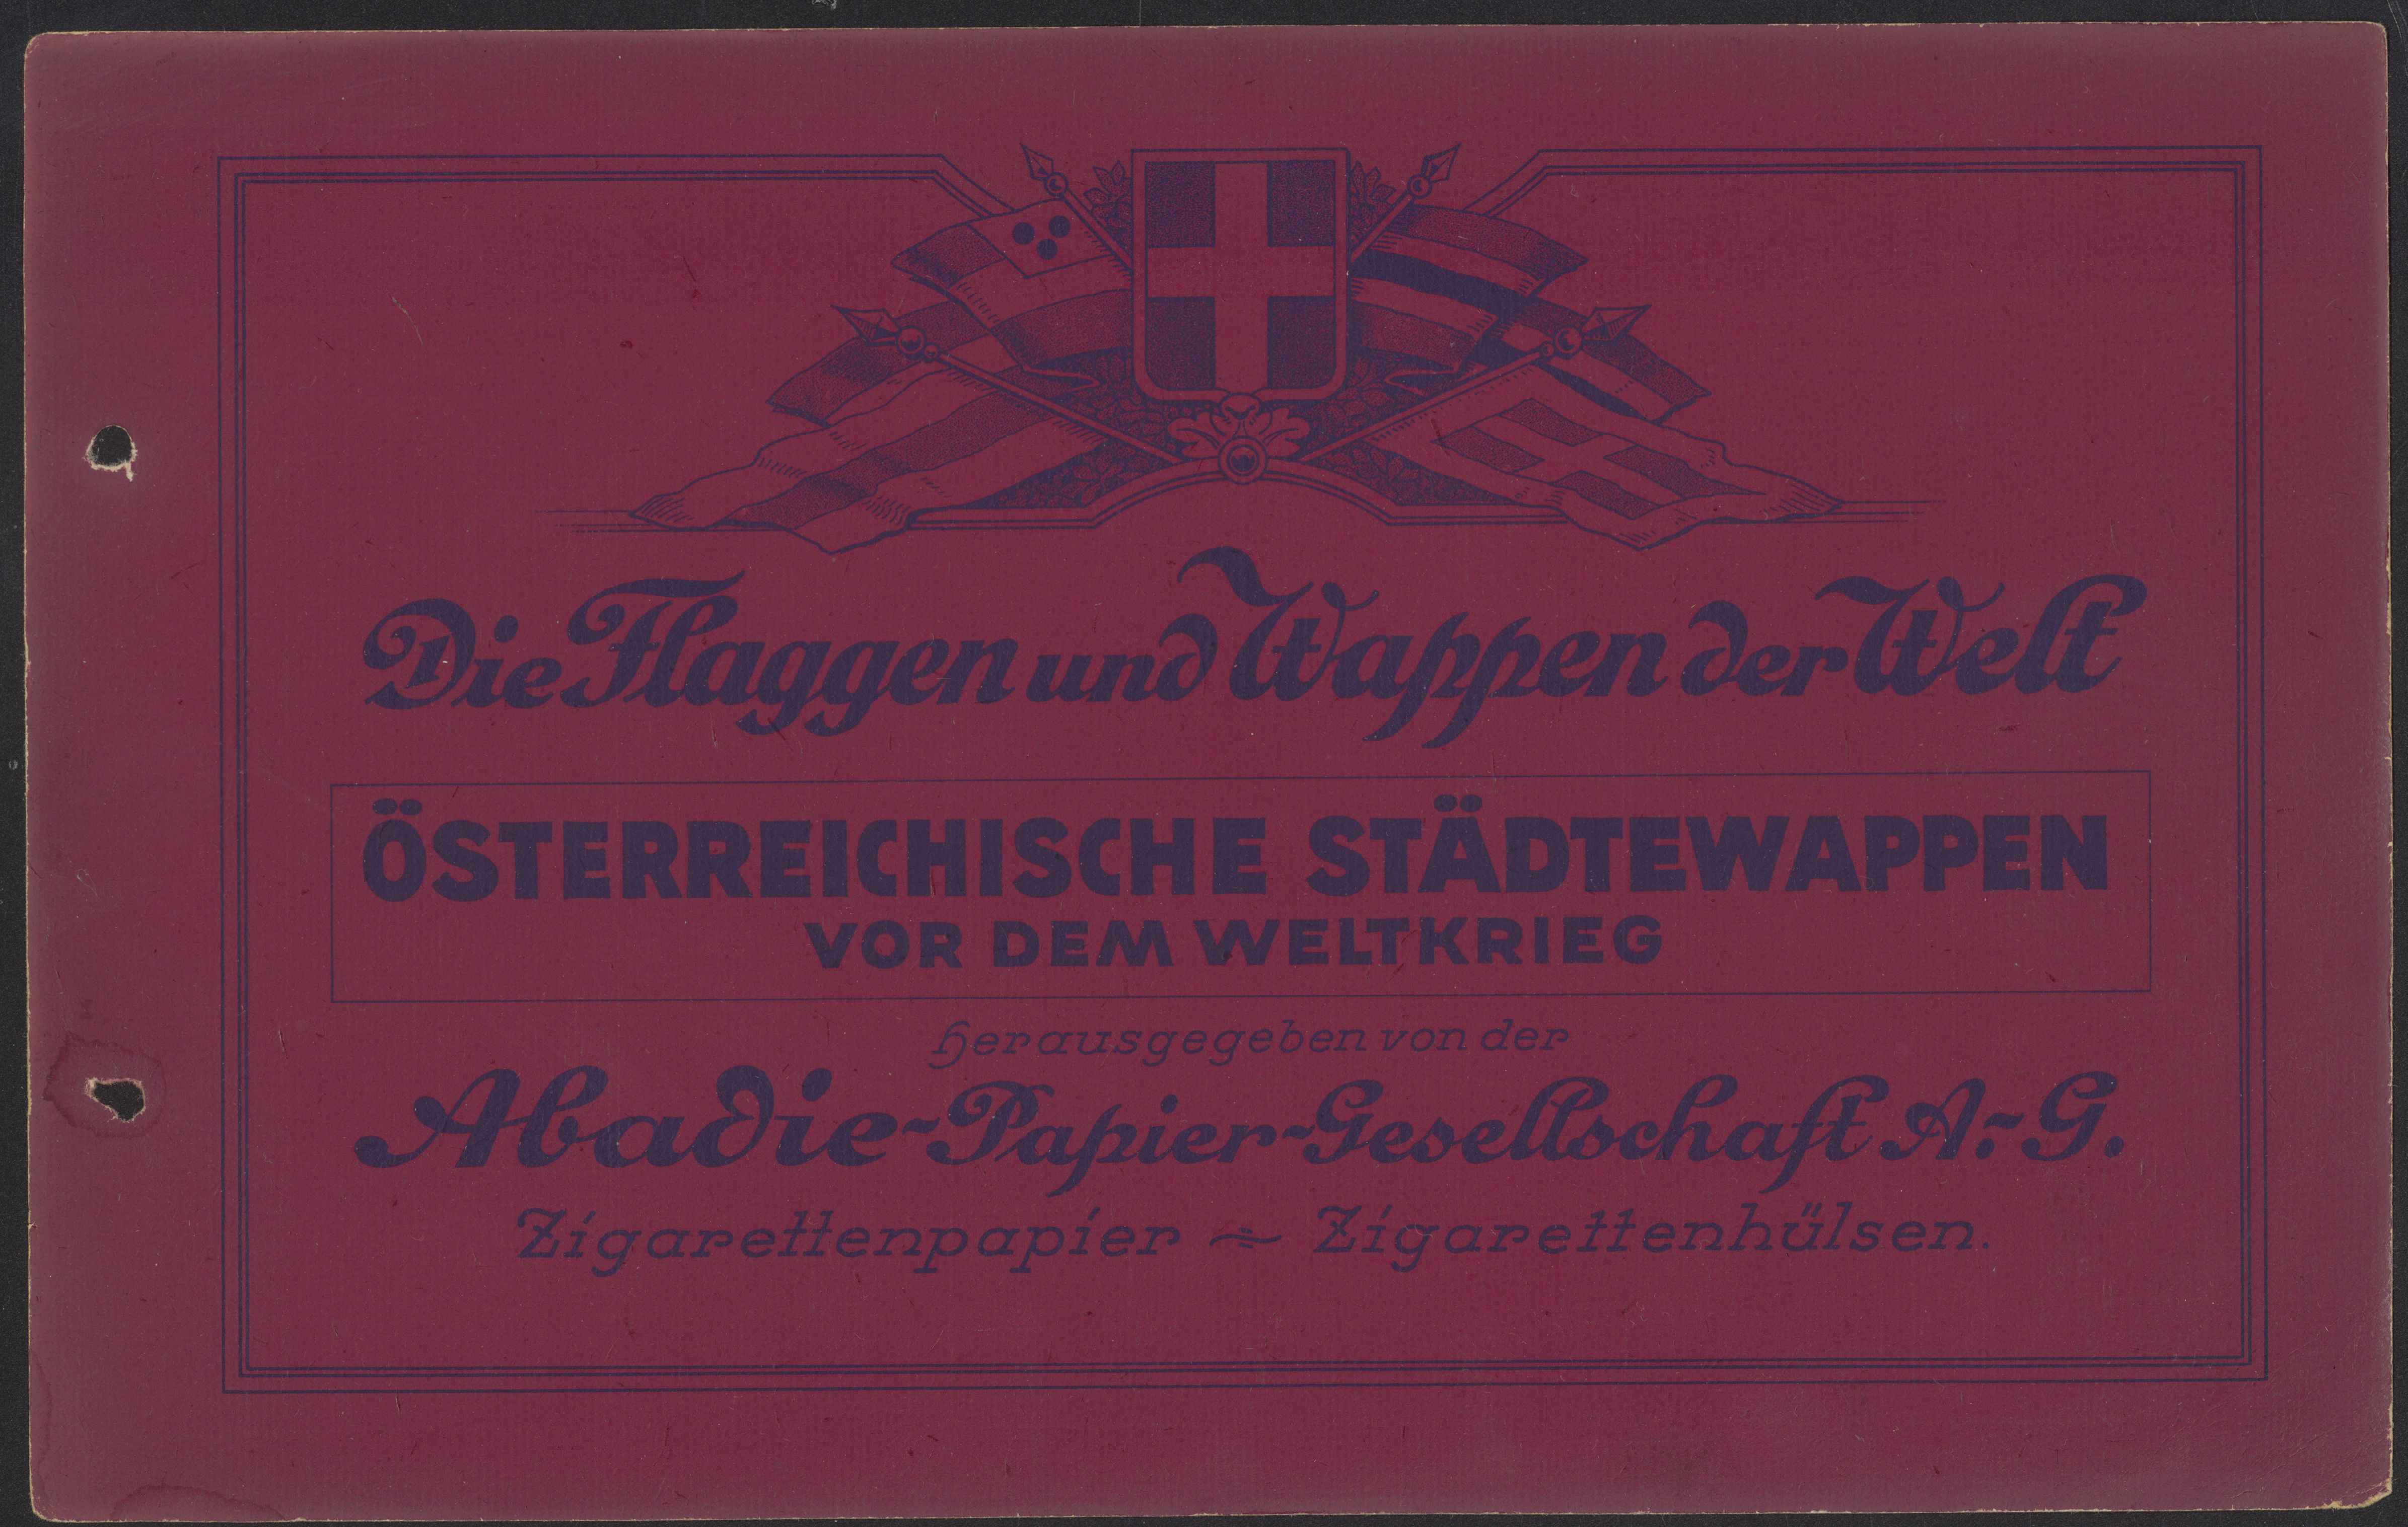 Die Flaggen und Wappen der Welt
ÖSTERREICHISCHE STÄDTEWAPPEN
VOR DEM WELTKRIEG
herausgegeben von der
Abadie-Papier-Gesellschaft A.-G.
Zigarettenpapier ÷ Zigarettenhülsen.